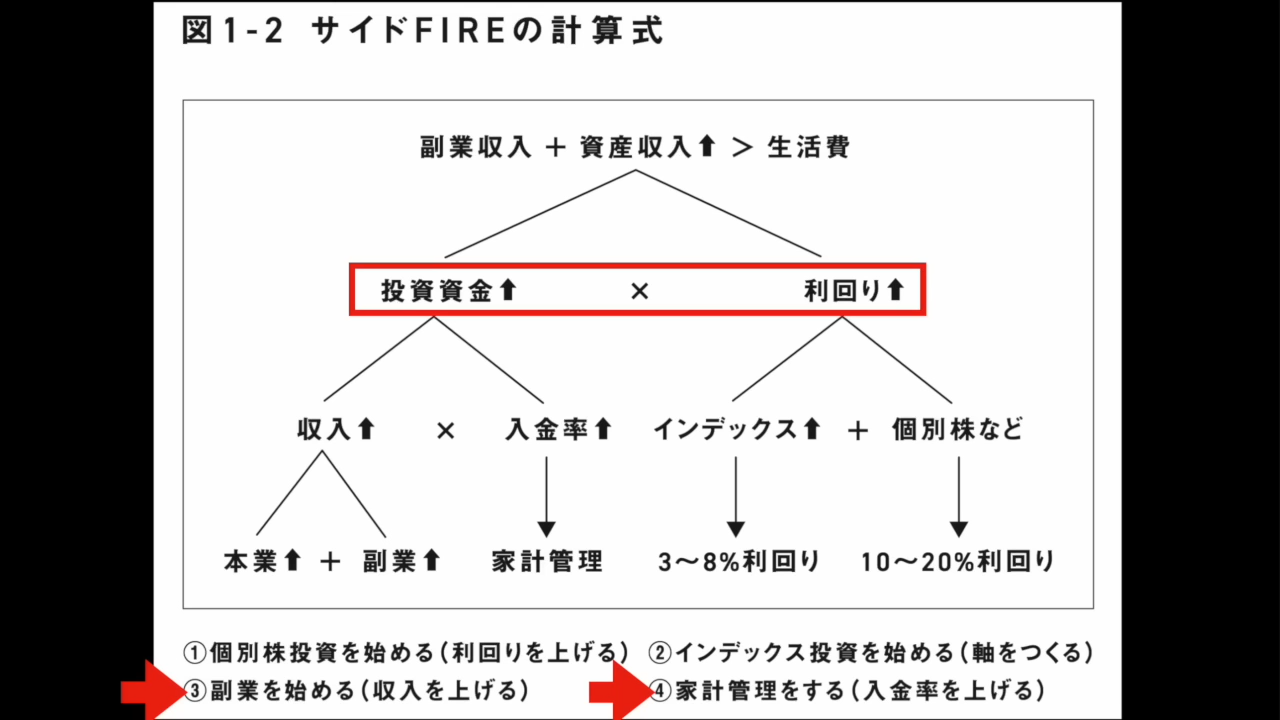 図1-2 サイドFIREの計算式
副業収入 + 資産収入⬆ > 生活費
投資資金⬆ × 利回り⬆
収入⬆ × 入金率⬆ インデックス⬆ + 個別株など
本業⬆ + 副業⬆ 家計管理 3〜8%利回り 10〜20%利回り
①個別株投資を始める(利回りを上げる) ②インデックス投資を始める(軸をつくる)
③副業を始める(収入を上げる) ④家計管理をする(入金率を上げる)